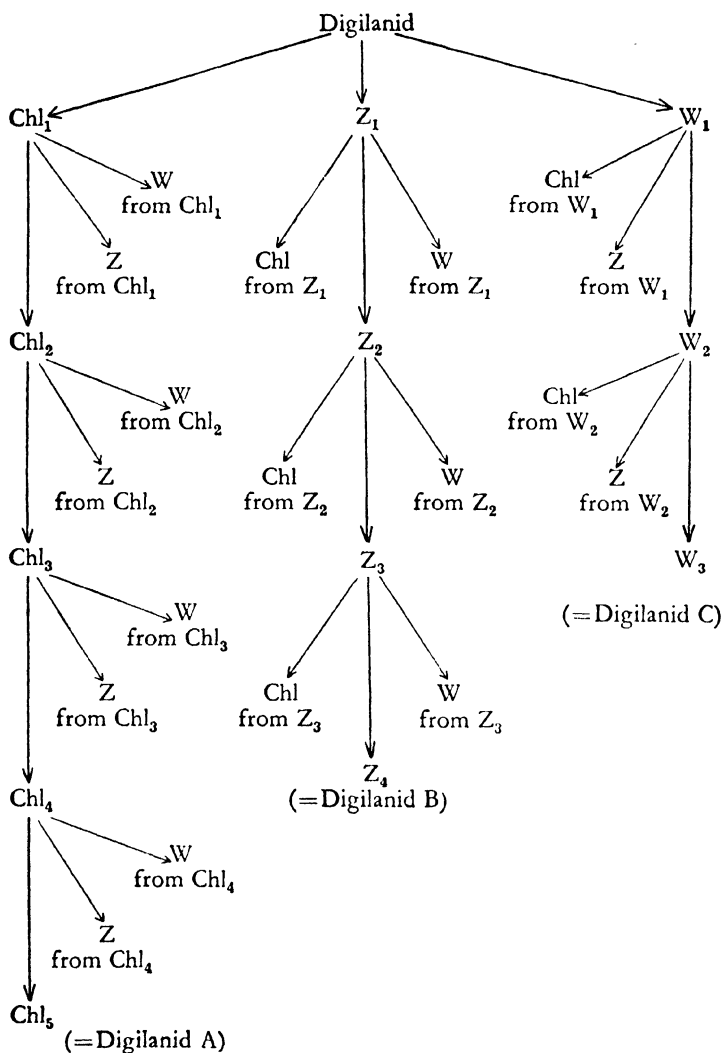 Digilanid
Chl₁ Z₁ W₁
W Chl
from Chl₁ from W₁
Z Chl W Z
from Chl₁ from Z₁ from Z₁ from W₁
Chl₂ Z₂ W₂
W Chl
from Chl₂ from W₂
Z Chl W Z
from Chl₂ from Z₂ from Z₂ from W₂
Chl₃ Z₃ W₃
W (=Digilanid C)
from Chl₃
Z Chl W
from Chl₃ from Z₃ from Z₃
Z₄
Chl₄ (=Digilanid B)
W
from Chl₄
Z
from Chl₄
Chl₅
(=Digilanid A)